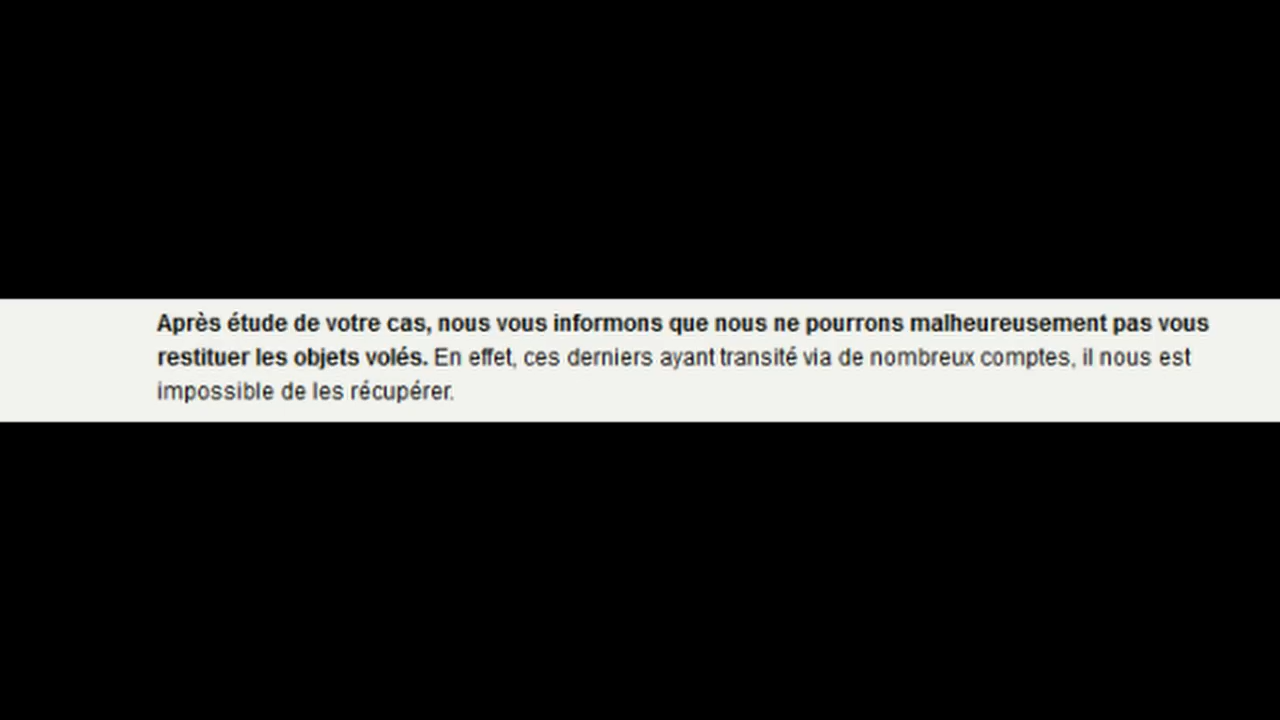 Après étude de votre cas, nous vous informons que nous ne pourrons malheureusement pas vous
restituer les objets volés. En effet, ces derniers ayant transité via de nombreux comptes, il nous est
impossible de les récupérer.